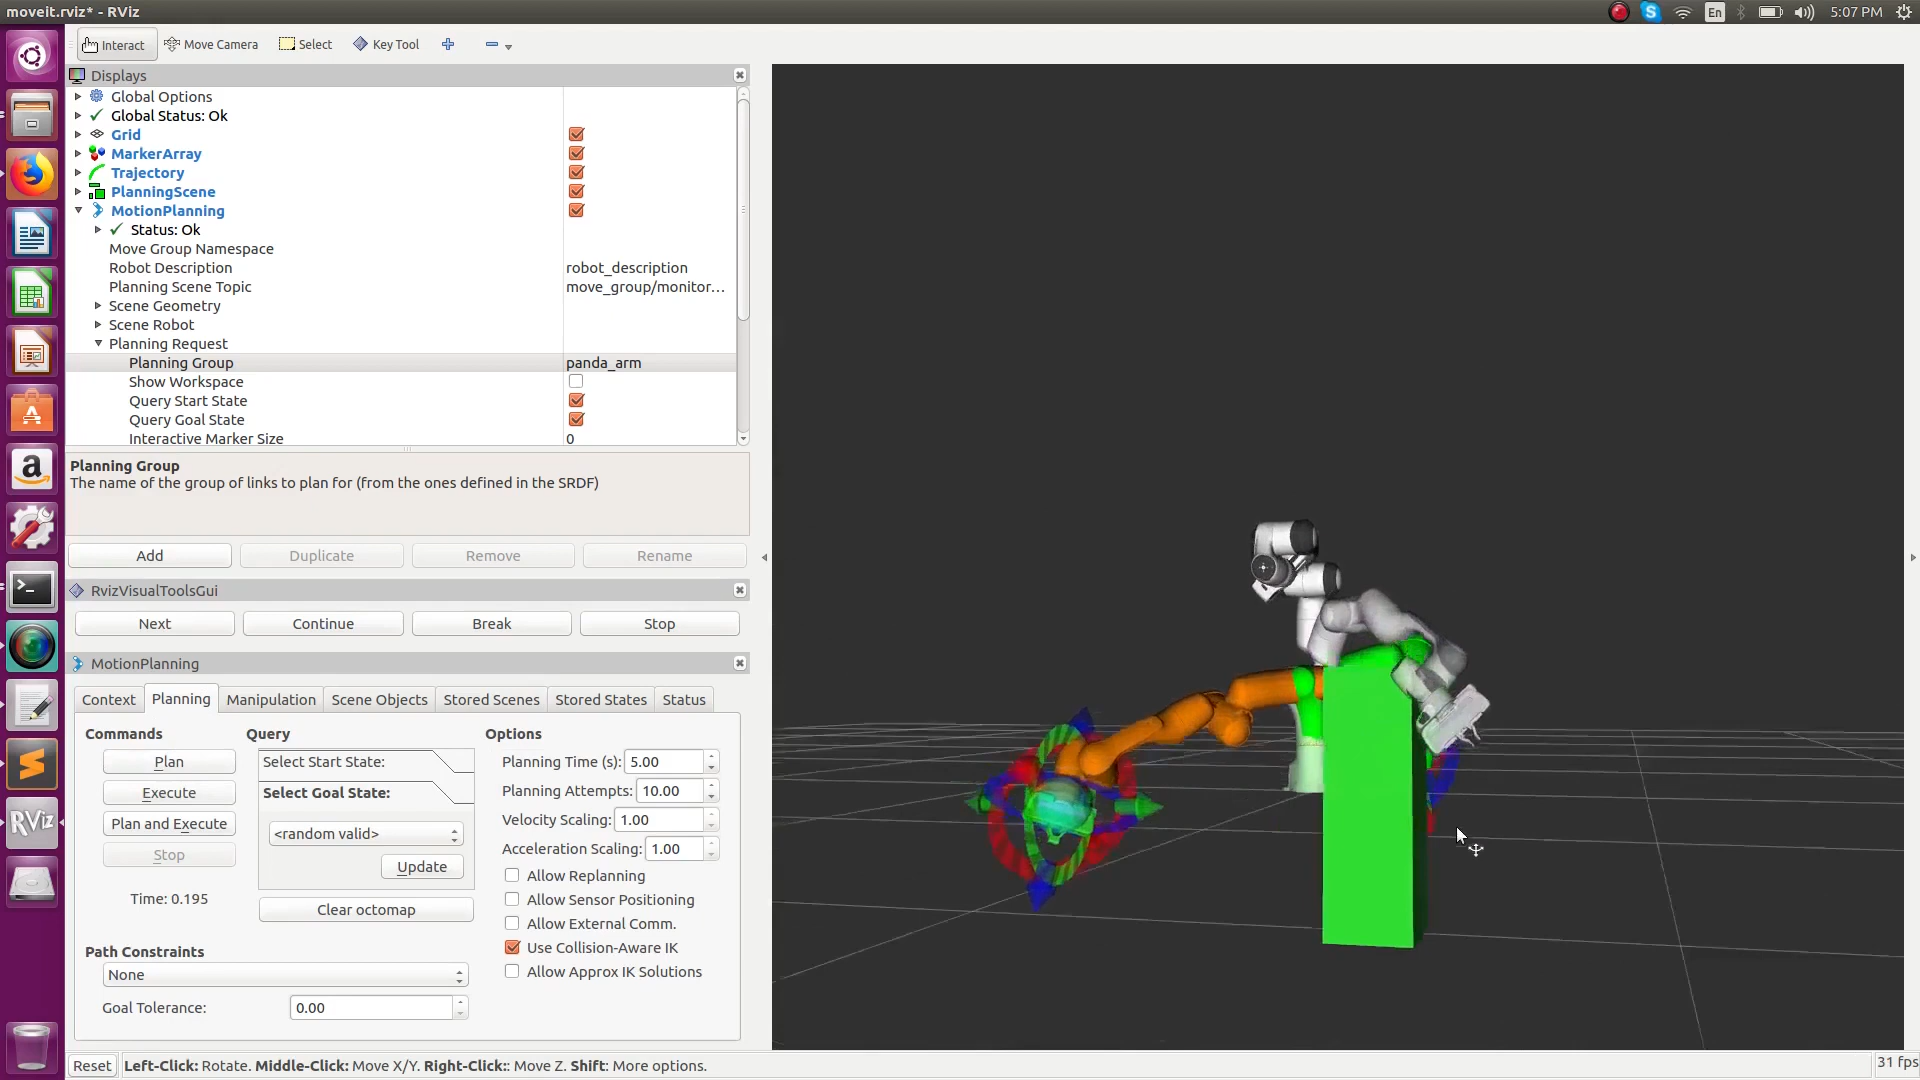 moveit.rviz* - RViz
En
5:07 PM
Interact
Move Camera
Select
Key Tool
Displays
Global Options
Global Status: Ok
Grid
MarkerArray
Trajectory
PlanningScene
MotionPlanning
Status: Ok
Move Group Namespace
Robot Description robot_description
Planning Scene Topic move_group/monitor...
Scene Geometry
Scene Robot
Planning Request
Planning Group panda_arm
Show Workspace
Query Start State
Query Goal State
Interactive Marker Size 0
Planning Group
The name of the group of links to plan for (from the ones defined in the SRDF)
Add Duplicate Remove Rename
RvizVisualToolsGui
Next Continue Break Stop
MotionPlanning
Context Planning Manipulation Scene Objects Stored Scenes Stored States Status
Commands
Plan
Execute
Plan and Execute
Stop
Time: 0.195
Path Constraints
None
Goal Tolerance: 0.00
Query
Select Start State:
Select Goal State:
<random valid>
Update
Clear octomap
Options
Planning Time (s): 5.00
Planning Attempts: 10.00
Velocity Scaling: 1.00
Acceleration Scaling: 1.00
Allow Replanning
Allow Sensor Positioning
Allow External Comm.
Use Collision-Aware IK
Allow Approx IK Solutions
RViz
Reset
Left-Click: Rotate. Middle-Click: Move X/Y. Right-Click:: Move Z. Shift: More options.
31 fps